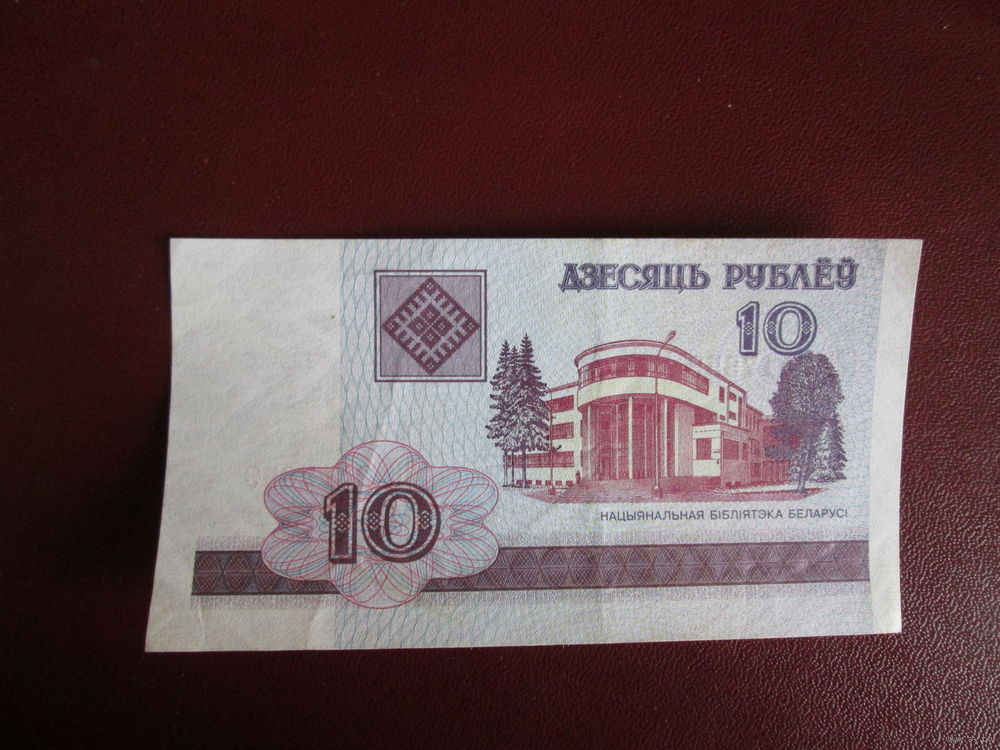 ДЗЕСЯЦЬ РУБЛЁЎ
10
НАЦЫЯНАЛЬНАЯ БІБЛІЯТЭКА БЕЛАРУСІ
10